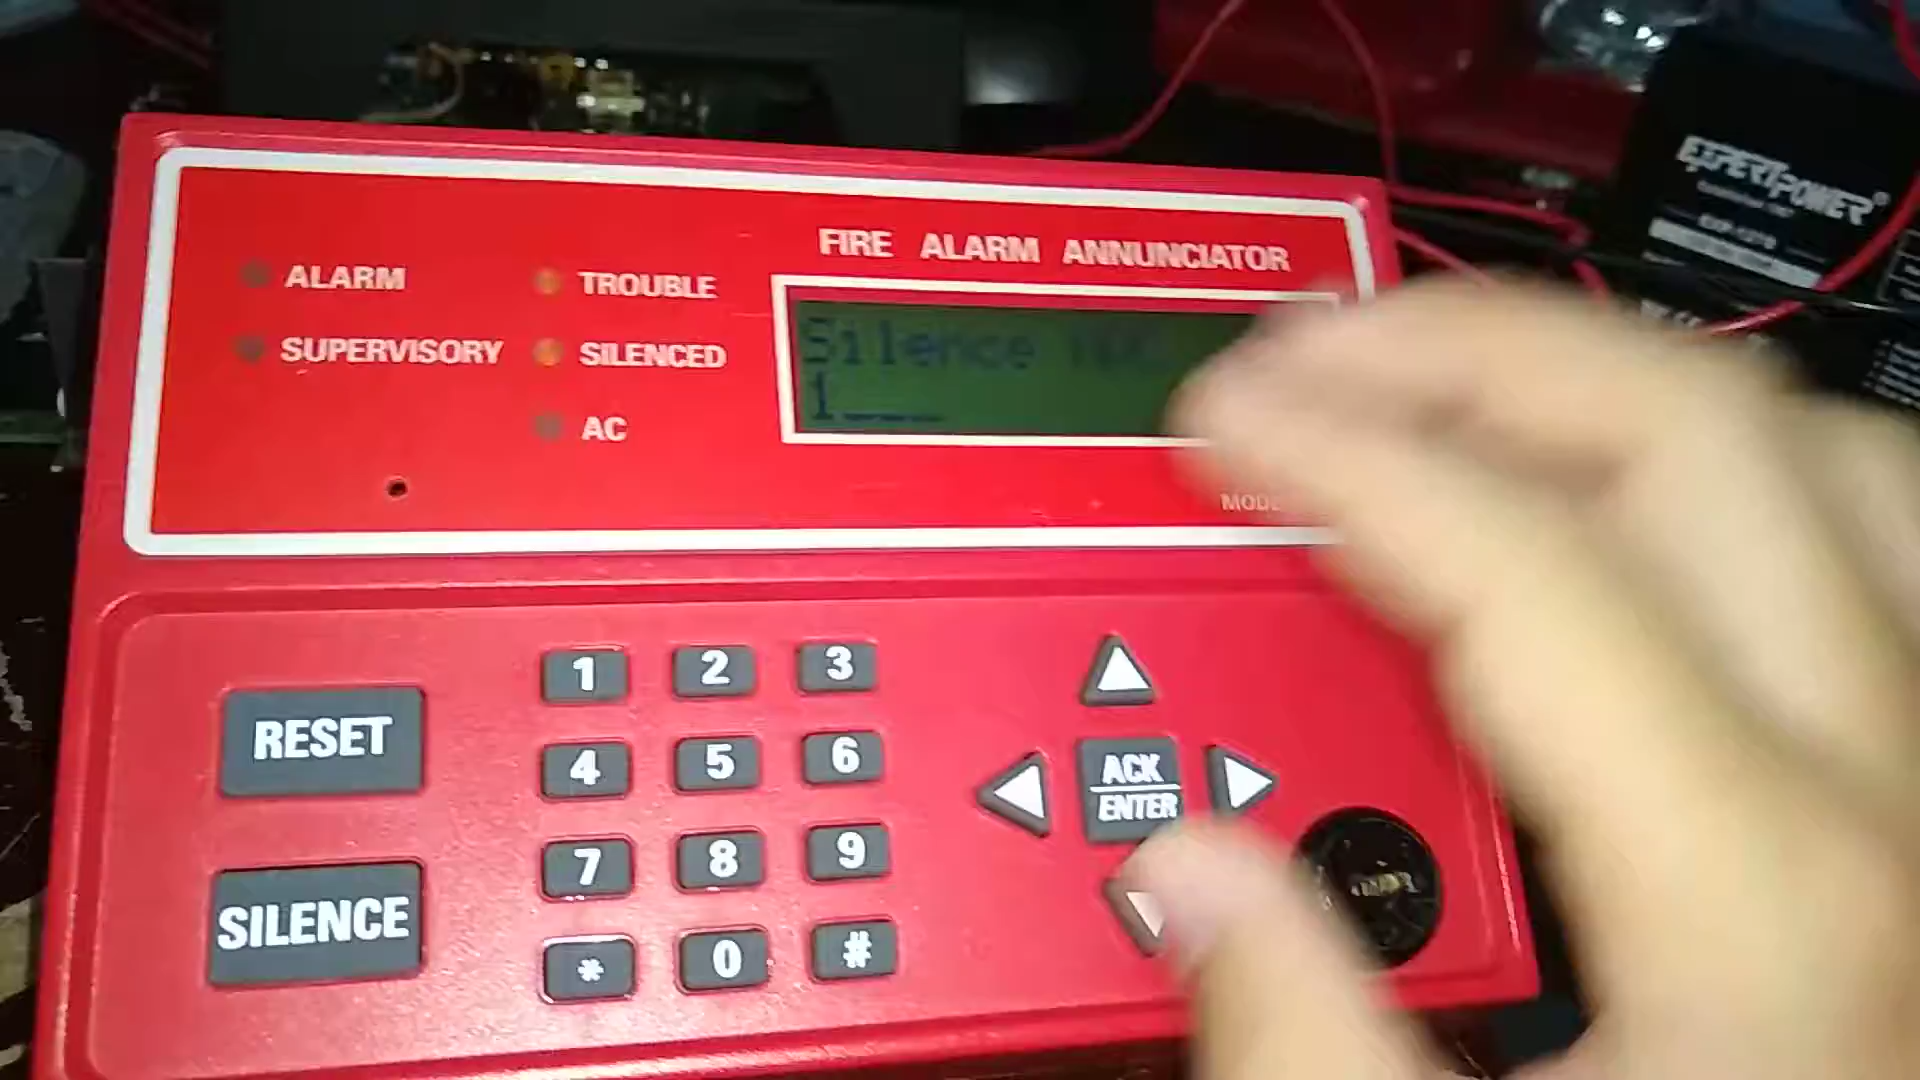 EXPERTPOWER®
FIRE ALARM ANNUNCIATOR
ALARM
TROUBLE
SUPERVISORY
SILENCED
AC
Silence
1___
RESET
SILENCE
1 2 3
4 5 6
7 8 9
* 0 #
ACK
ENTER